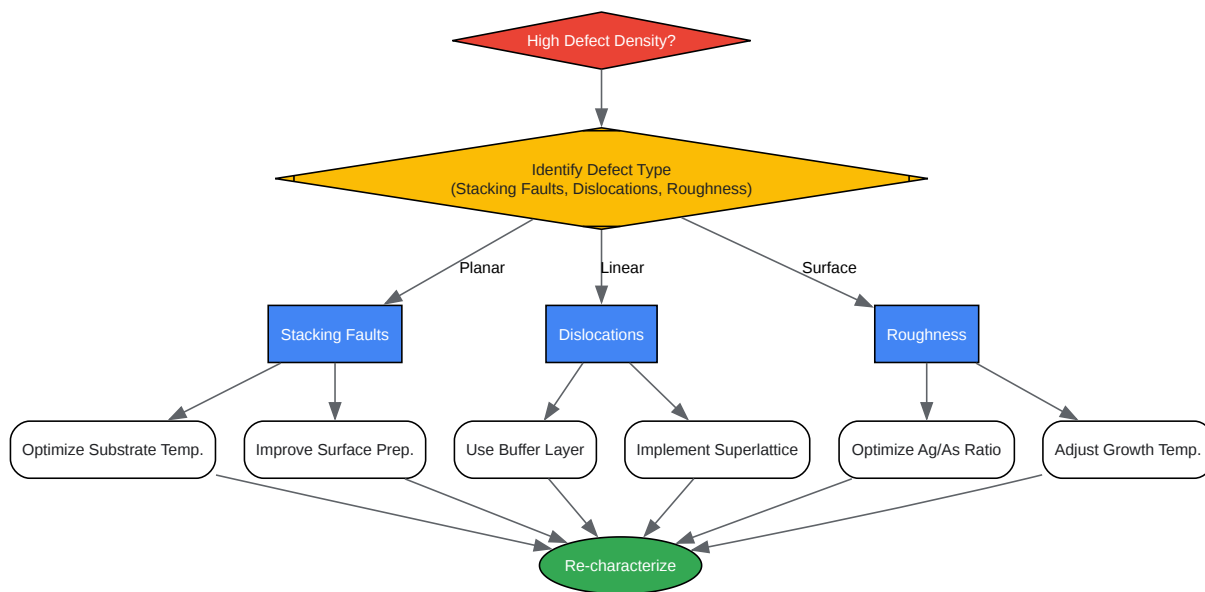 High Defect Density?
Identify Defect Type
(Stacking Faults, Dislocations, Roughness)
Planar
Linear
Surface
Stacking Faults
Dislocations
Roughness
Optimize Substrate Temp.
Improve Surface Prep.
Use Buffer Layer
Implement Superlattice
Optimize Ag/As Ratio
Adjust Growth Temp.
Re-characterize